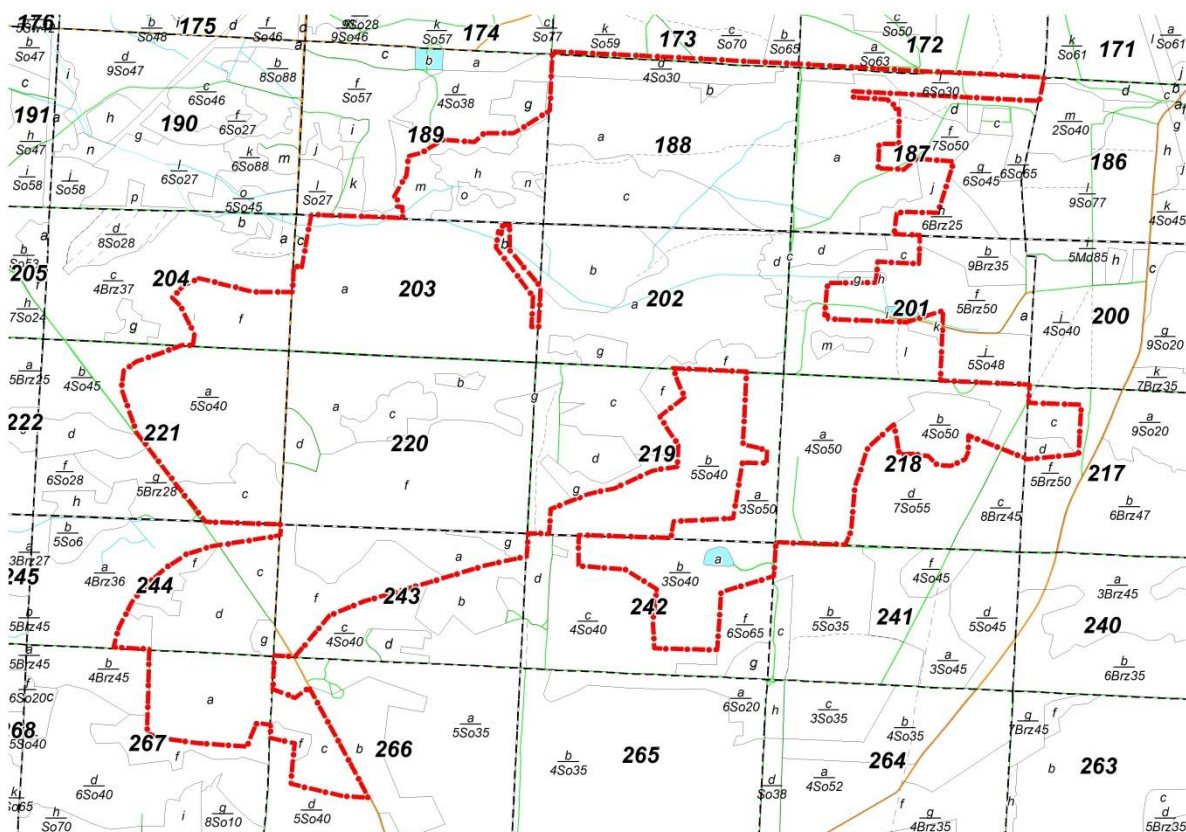 176
175
174
173
172
171
b
So48
i
d
f
So46
d
9So46
So28
k
So57
c
So77
k
So59
c
So70
b
So65
c
So50
a
So63
k
So61
l
a
So61
b
So47
d
9So47
b
8So88
a
c
b
a
d
4So30
l
6So30
d
c
j
b
c
i
c
6So46
f
So57
d
4So38
g
b
d
c
m
2So40
a
191
a
h
190
f
6So27
i
189
a
188
a
187
f
7So50
186
g
h
h
So47
n
g
k
6So88
m
j
h
g
6So45
b
6So65
i
So58
j
So58
l
6So27
l
So27
k
m
o
n
c
j
l
9So77
j
k
4So45
p
o
5So45
h
6Brz25
a
d
8So28
b
a
c
b
d
c
d
c
b
9Brz35
f
5Md85
h
c
b
So53
205
204
c
4Brz37
a
203
b
202
a
g
h
201
f
5Brz50
a
200
h
7So24
g
f
i
k
j
4So40
g
9So20
m
l
j
5So48
k
7Brz35
a
5Brz25
b
4So45
a
5So40
b
g
f
222
a
c
g
c
f
b
4So50
c
a
9So20
d
221
220
d
219
a
4So50
218
d
217
f
6So28
d
b
5So40
f
5Brz50
g
5Brz28
c
f
g
a
3So50
d
7So55
c
8Brz45
b
6Brz47
h
b
5So6
a
3Brz27
245
a
4Brz36
f
c
a
g
d
b
3So40
a
f
4So45
a
3Brz45
244
f
243
b
242
b
5So35
241
d
5So45
240
b
5Brz45
d
c
4So40
d
c
4So40
f
6So65
c
g
g
a
3So45
b
6Brz35
a
5Brz45
b
4Brz45
f
6So20
c
a
a
6So20
h
c
3So35
b
4So35
g
7Brz45
f
268
5So40
267
f
f
c
b
266
a
5So35
b
4So35
265
264
b
263
d
6So40
a
4So52
k
So65
h
So70
i
g
8So10
d
5So40
d
So38
f
g
4Brz35
h
c
d
5Brz35